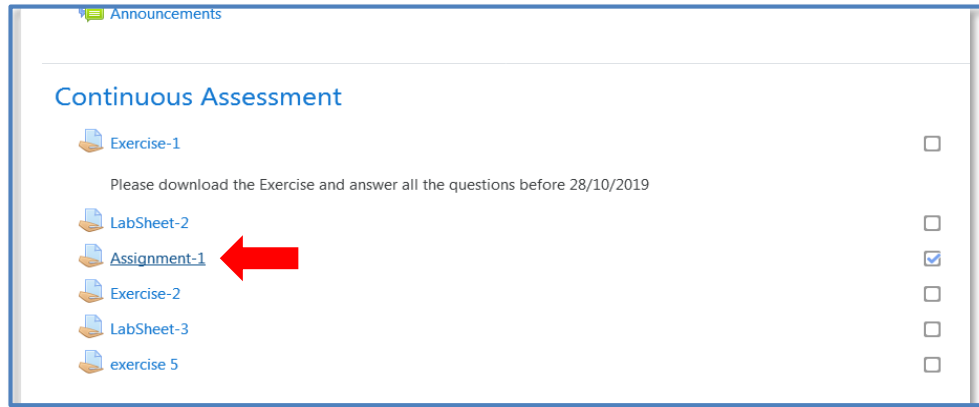 Announcements
Continuous Assessment
Exercise-1
Please download the Exercise and answer all the questions before 28/10/2019
LabSheet-2
Assignment-1
Exercise-2
LabSheet-3
exercise 5